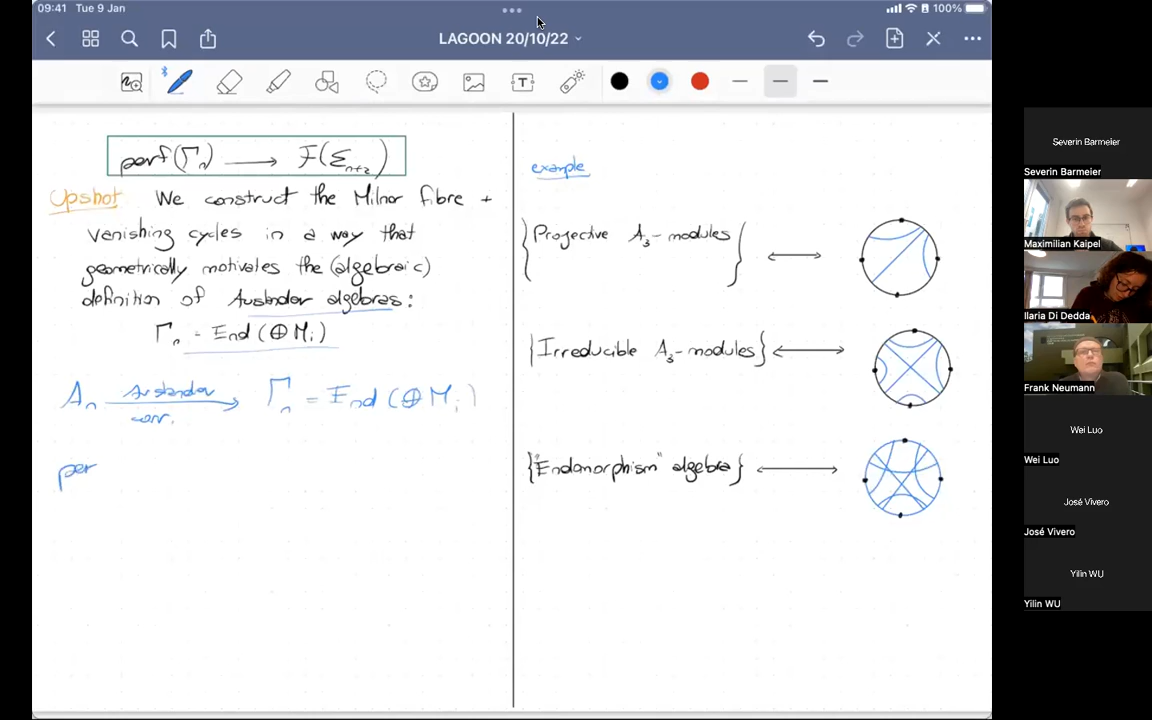 09:41 Tue 9 Jan
100%
LAGOON 20/10/22
perf(Γₙ) ⟶ F(Σₙ₊₂)
Upshot We construct the Milnor fibre +
vanishing cycles in a way that
geometrically motivates the (algebraic)
definition of Auslander algebras:
Γₙ = End(⊕Mᵢ)
Aₙ Auslander corr. ⟶ Γₙ = End(⊕Mᵢ)
per
example
{Projective A₃-modules} ⟷
{Irreducible A₃-modules} ⟷
{"Endomorphism" algebra} ⟷
Severin Barmeier
Severin Barmeier
Maximilian Kaipel
Ilaria Di Dedda
Frank Neumann
Wei Luo
Wei Luo
José Vivero
José Vivero
Yilin WU
Yilin WU